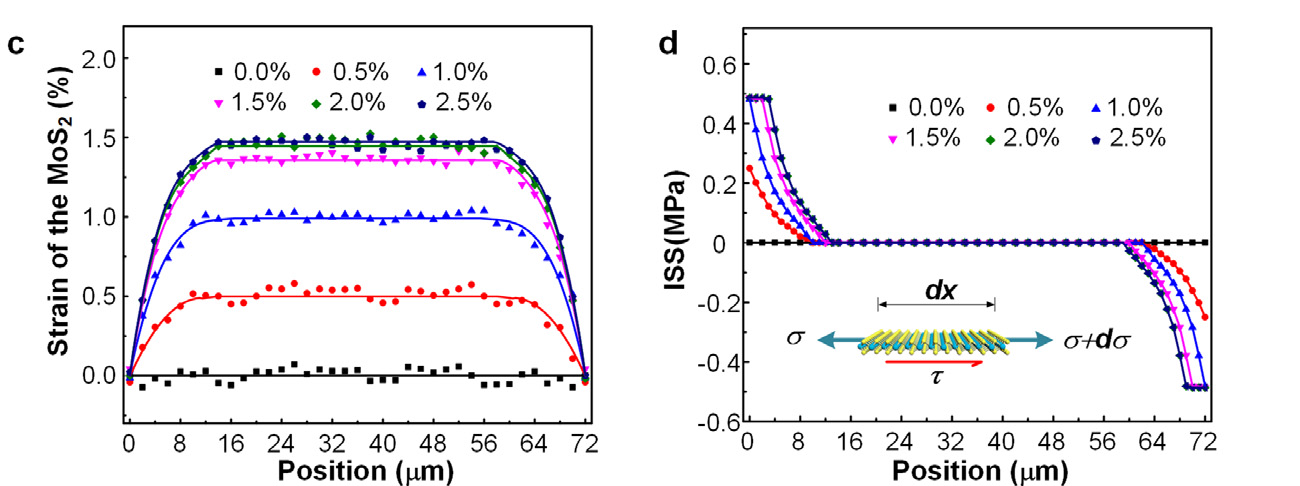 c
Strain of the MoS₂ (%)
2.0
1.5
1.0
0.5
0.0
0.0% 0.5% 1.0%
1.5% 2.0% 2.5%
0 8 16 24 32 40 48 56 64 72
Position (μm)
d
ISS(MPa)
0.6
0.4
0.2
0
-0.2
-0.4
-0.6
0.0% 0.5% 1.0%
1.5% 2.0% 2.5%
dx
σ
σ+dσ
τ
0 8 16 24 32 40 48 56 64 72
Position (μm)